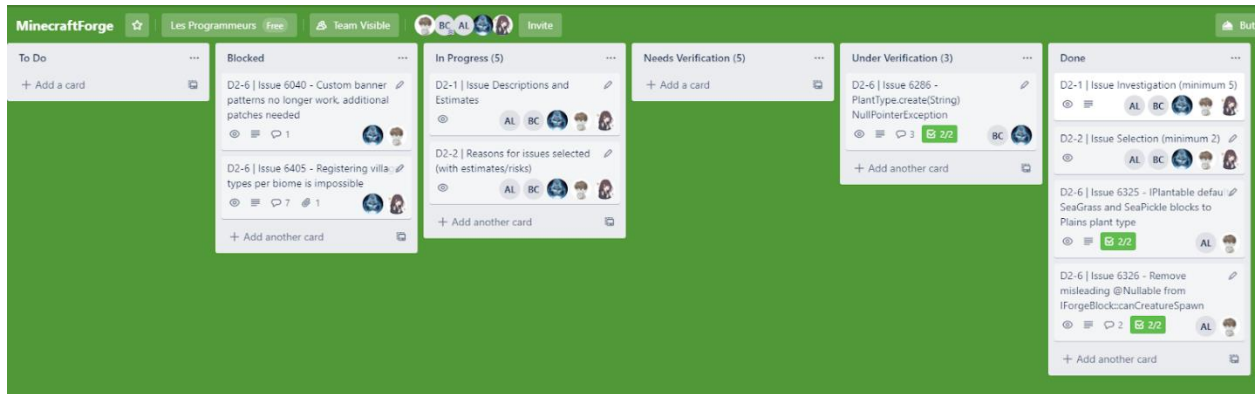 MinecraftForge Les Programmeurs Free Team Visible BC AL Invite But
To Do
+ Add a card
Blocked
D2-6 | Issue 6040 - Custom banner
patterns no longer work, additional
patches needed
1
D2-6 | Issue 6405 - Registering villa
types per biome is impossible
7 1
+ Add another card
In Progress (5)
D2-1 | Issue Descriptions and
Estimates
AL BC
D2-2 | Reasons for issues selected
(with estimates/risks)
AL BC
+ Add another card
Needs Verification (5)
+ Add a card
Under Verification (3)
D2-6 | Issue 6286 -
PlantType.create(String)
NullPointerException
3 2/2 BC
+ Add another card
Done
D2-1 | Issue Investigation (minimum 5)
AL BC
D2-2 | Issue Selection (minimum 2)
AL BC
D2-6 | Issue 6325 - IPlantable defau
SeaGrass and SeaPickle blocks to
Plains plant type
2/2 AL
D2-6 | Issue 6326 - Remove
misleading @Nullable from
IForgeBlock::canCreatureSpawn
2 2/2 AL
+ Add another card